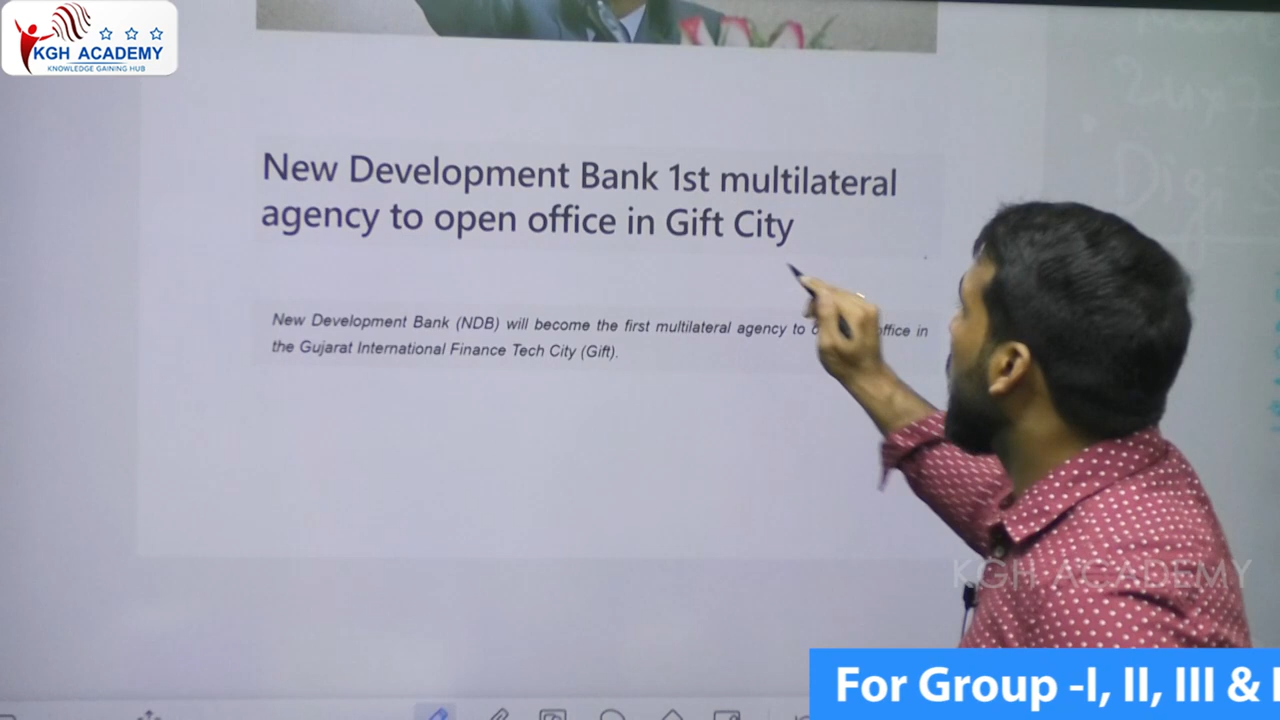 KGH ACADEMY
KNOWLEDGE GAINING HUB
New Development Bank 1st multilateral
agency to open office in Gift City
New Development Bank (NDB) will become the first multilateral agency to office in
the Gujarat International Finance Tech City (Gift).
KGH ACADEMY
For Group -I, II, III &